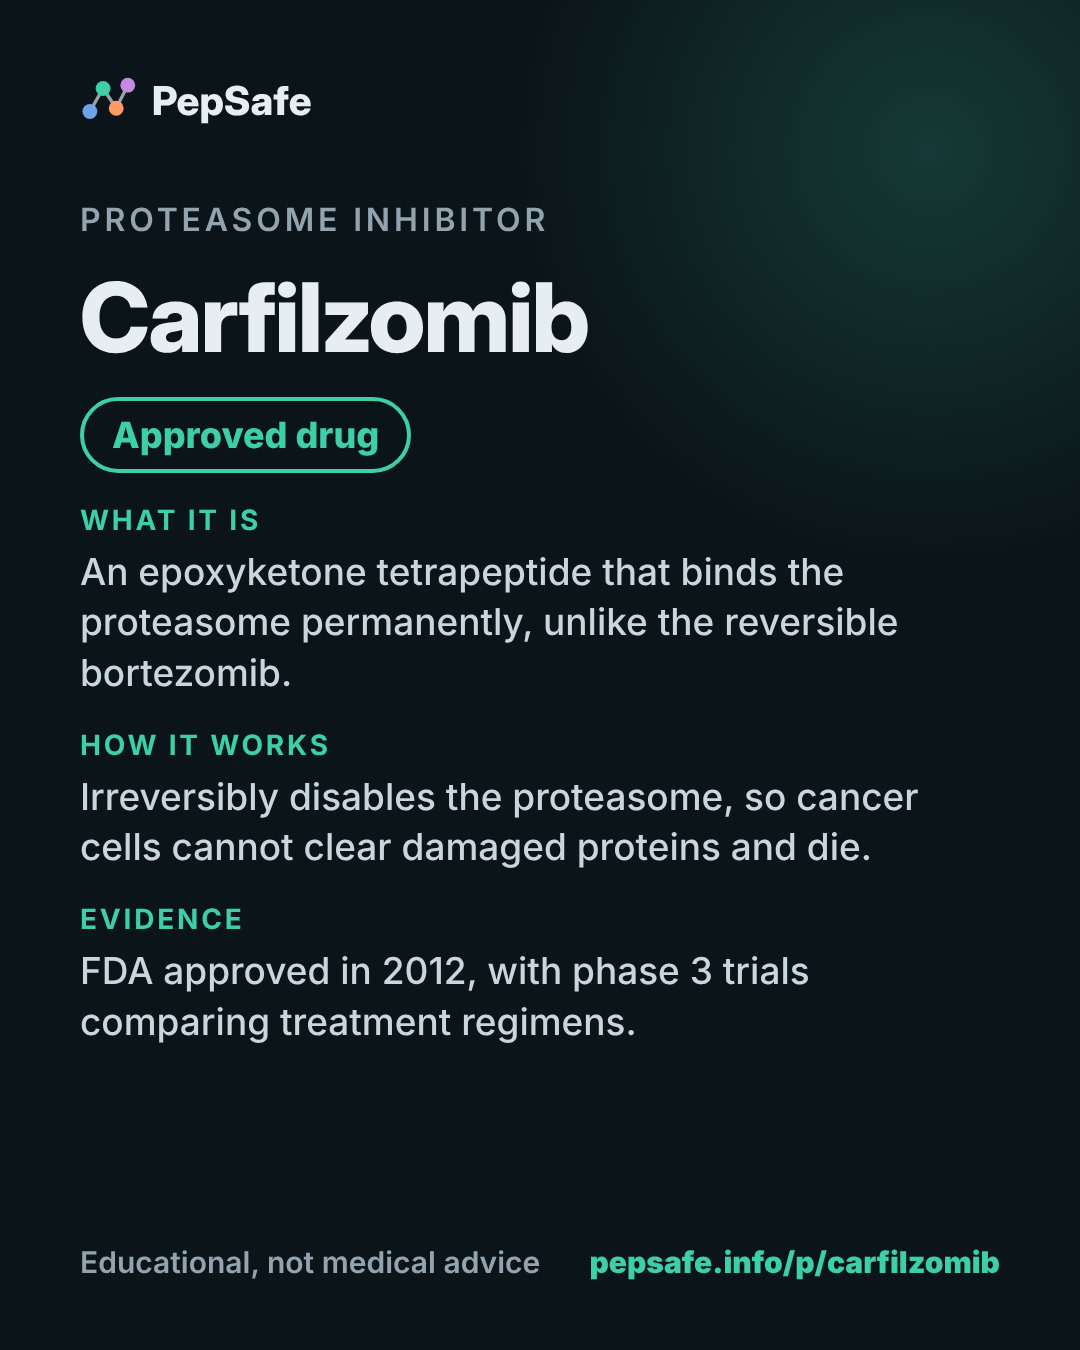 PepSafe
PROTEASOME INHIBITOR
Carfilzomib
Approved drug
WHAT IT IS
An epoxyketone tetrapeptide that binds the
proteasome permanently, unlike the reversible
bortezomib.
HOW IT WORKS
Irreversibly disables the proteasome, so cancer
cells cannot clear damaged proteins and die.
EVIDENCE
FDA approved in 2012, with phase 3 trials
comparing treatment regimens.
Educational, not medical advice pepsafe.info/p/carfilzomib